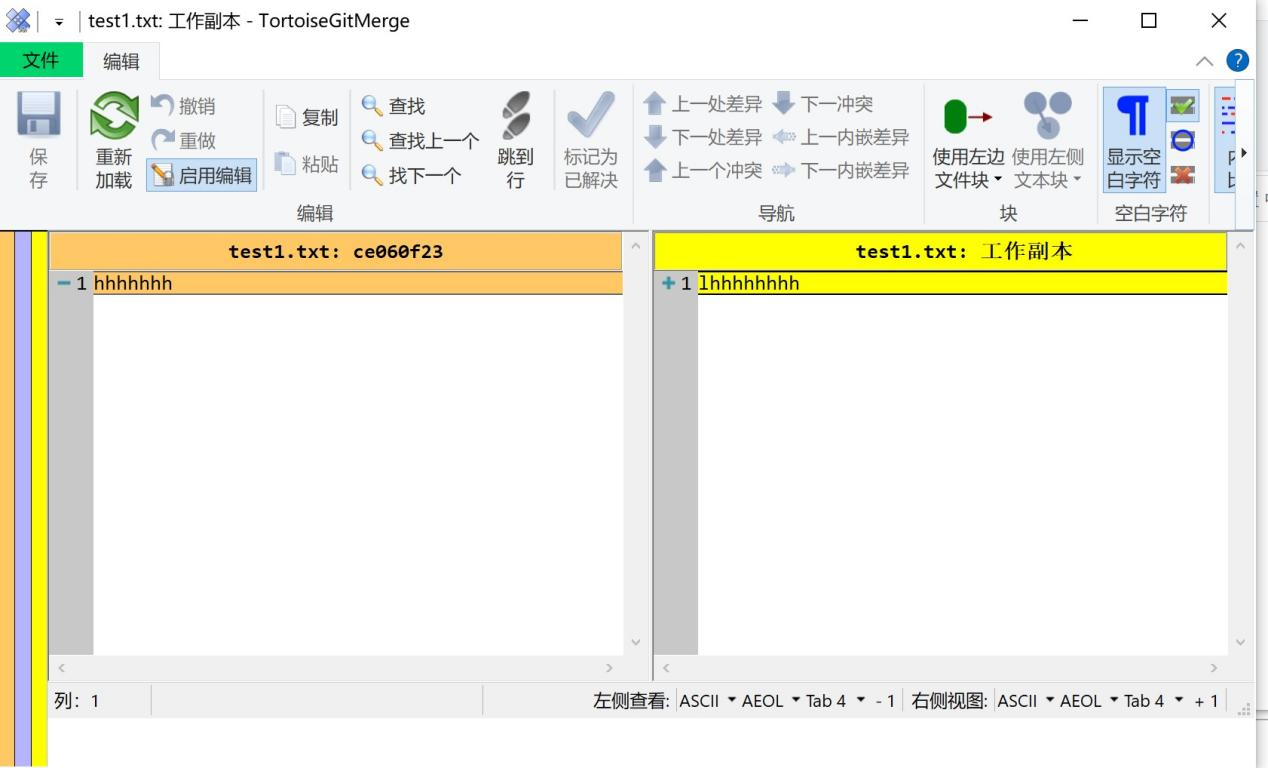 test1.txt: 工作副本 - TortoiseGitMerge
文件 编辑
保存
重新加载
撤销
重做
启用编辑
复制
粘贴
查找
查找上一个
找下一个
跳到行
标记为已解决
上一处差异 下一冲突
下一处差异 上一内嵌差异
上一个冲突 下一内嵌差异
使用左边文件块
使用左侧文本块
显示空白字符
编辑 导航 块 空白字符
test1.txt: ce060f23
1 hhhhhhh
test1.txt: 工作副本
1 lhhhhhhhh
列: 1 左侧查看: ASCII AEOL Tab 4 - 1 右侧视图: ASCII AEOL Tab 4 + 1